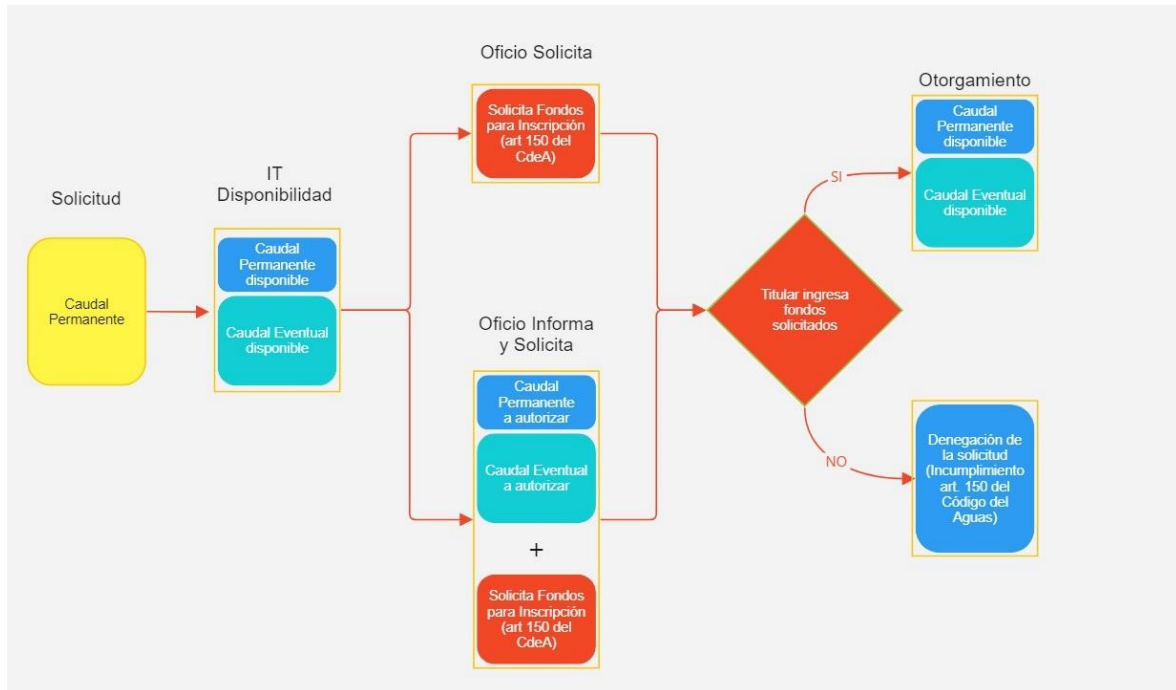 Solicitud
Caudal
Permanente
IT
Disponibilidad
Caudal
Permanente
disponible
Caudal Eventual
disponible
Oficio Solicita
Solicita Fondos
para Inscripción
(art 150 del
CdeA)
Oficio Informa
y Solicita
Caudal
Permanente
a autorizar
Caudal Eventual
a autorizar
+
Solicita Fondos
para Inscripción
(art 150 del
CdeA)
Titular ingresa
fondos
solicitados
SI
NO
Otorgamiento
Caudal
Permanente
disponible
Caudal Eventual
disponible
Denegación de
la solicitud
(Incumplimiento
art. 150 del
Código del
Aguas)